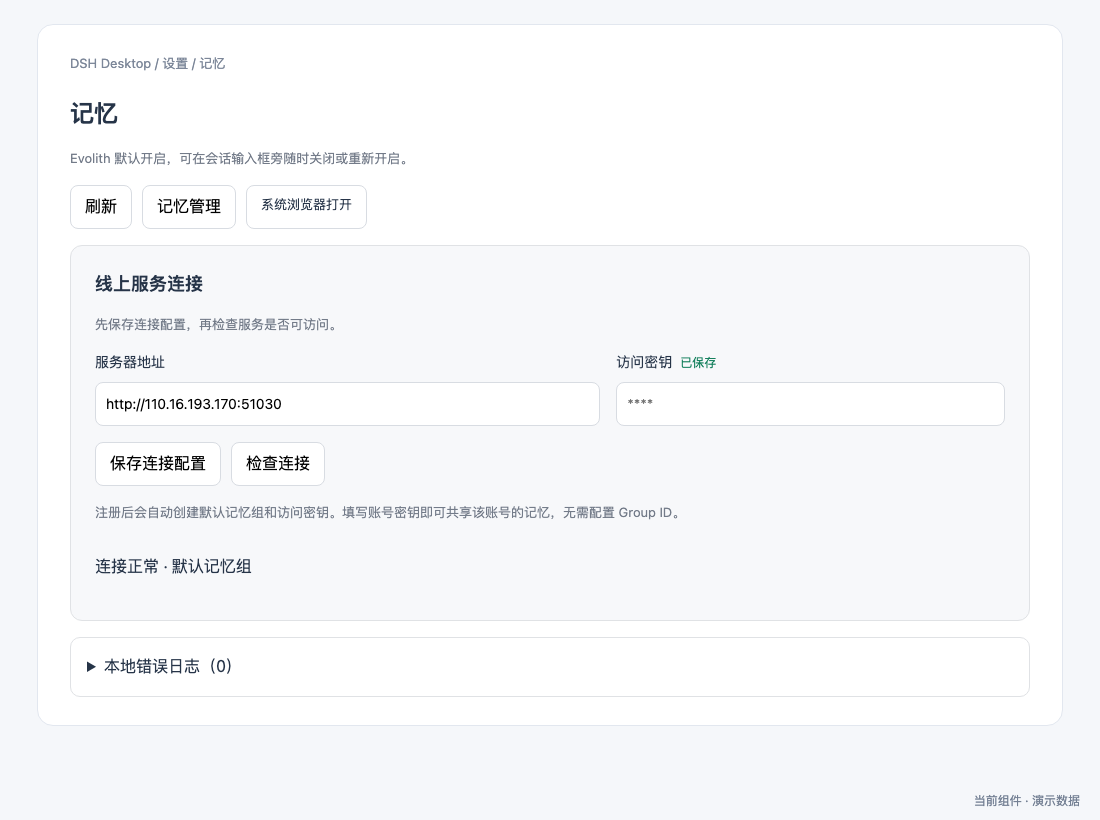 DSH Desktop / 设置 / 记忆
记忆
Evolith 默认开启，可在会话输入框旁随时关闭或重新开启。
刷新 记忆管理 系统浏览器打开
线上服务连接
先保存连接配置，再检查服务是否可访问。
服务器地址 访问密钥 已保存
http://110.16.193.170:51030 ****
保存连接配置 检查连接
注册后会自动创建默认记忆组和访问密钥。填写账号密钥即可共享该账号的记忆，无需配置 Group ID。
连接正常 · 默认记忆组
▶ 本地错误日志（0）
当前组件 · 演示数据